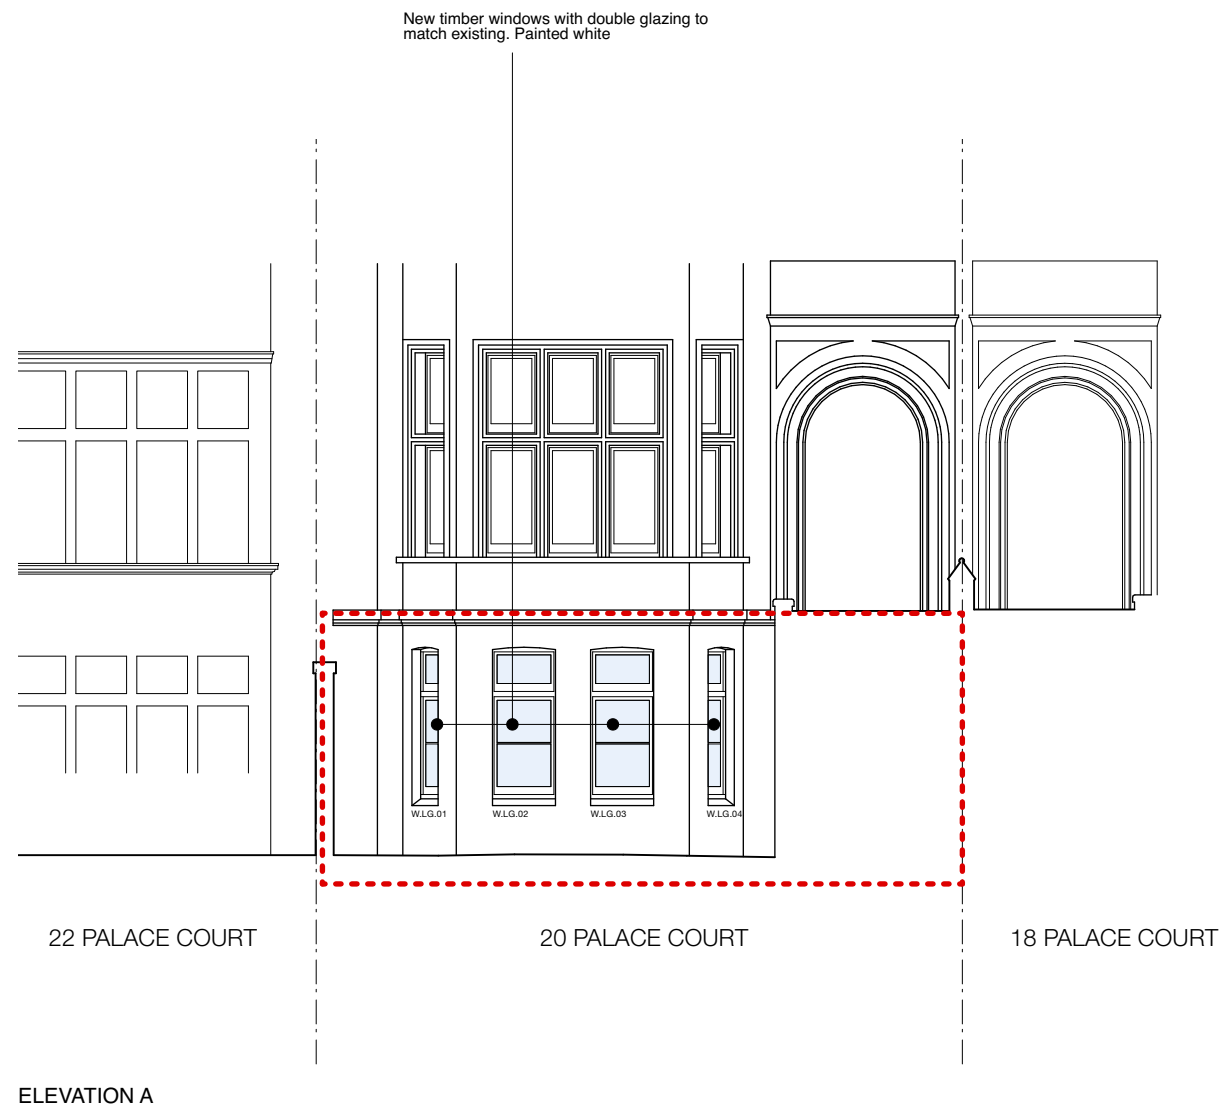 New timber windows with double glazing to
match existing. Painted white
W.LG.01
W.LG.02
W.LG.03
W.LG.04
22 PALACE COURT
20 PALACE COURT
18 PALACE COURT
ELEVATION A